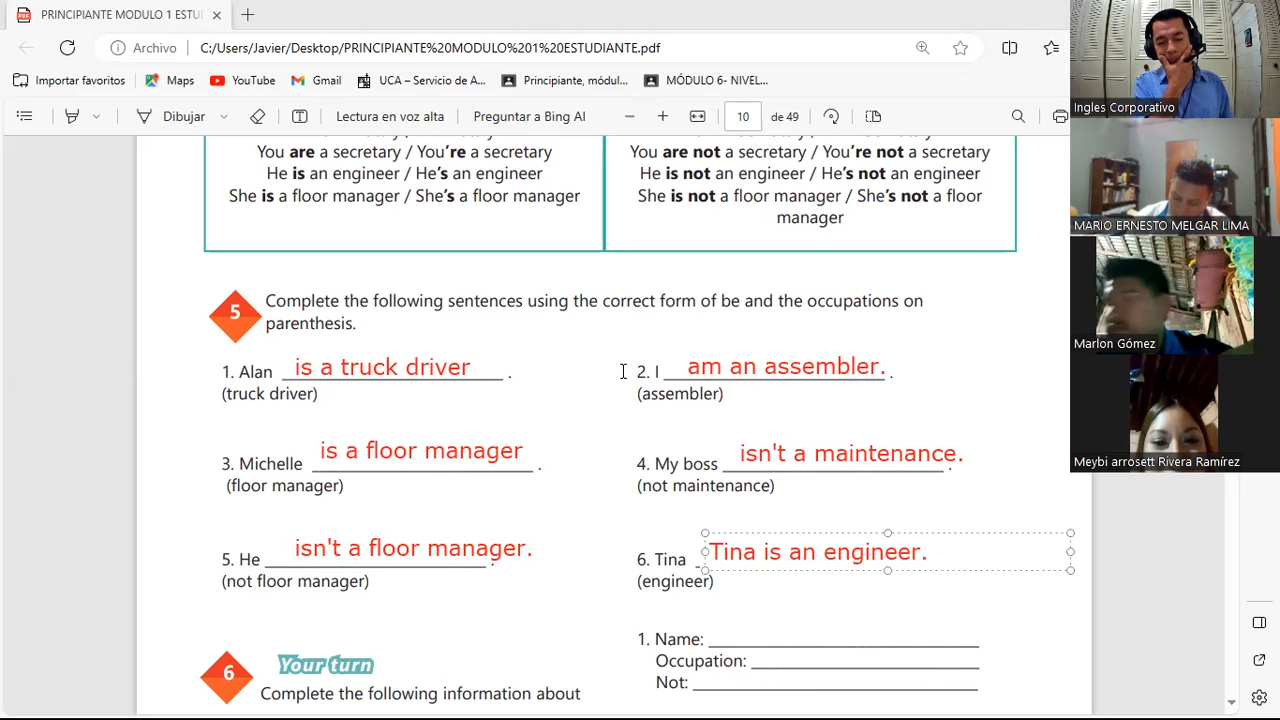 PRINCIPIANTE MODULO 1 ESTUDI
Archivo C:/Users/Javier/Desktop/PRINCIPIANTE%20MODULO%201%20ESTUDIANTE.pdf
Importar favoritos Maps YouTube Gmail UCA – Servicios de A... Principiante, módul... MÓDULO 6- NIVEL...
Dibujar Lectura en voz alta Preguntar a Bing AI 10 de 49
You are a secretary / You're a secretary
He is an engineer / He's an engineer
She is a floor manager / She's a floor manager
You are not a secretary / You're not a secretary
He is not an engineer / He's not an engineer
She is not a floor manager / She's not a floor
manager
5 Complete the following sentences using the correct form of be and the occupations on
parenthesis.
1. Alan is a truck driver .
(truck driver)
2. I am an assembler. .
(assembler)
3. Michelle is a floor manager .
(floor manager)
4. My boss isn't a maintenance. .
(not maintenance)
5. He isn't a floor manager. .
(not floor manager)
6. Tina Tina is an engineer.
(engineer)
6 Your turn
Complete the following information about
1. Name:
Occupation:
Not:
Ingles Corporativo
MARIO ERNESTO MELGAR LIMA
Marlon Gómez
Meybi arrosett Rivera Ramírez